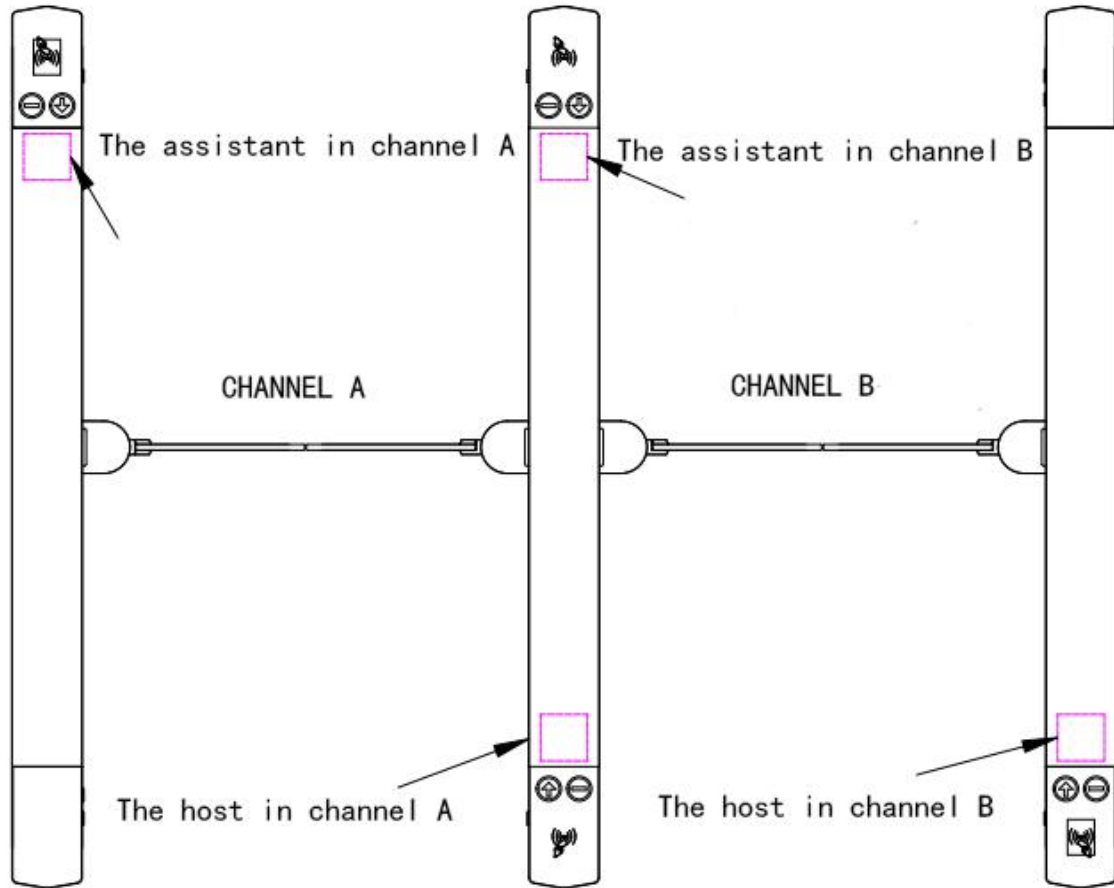 The assistant in channel A
The assistant in channel B
CHANNEL A
CHANNEL B
The host in channel A
The host in channel B